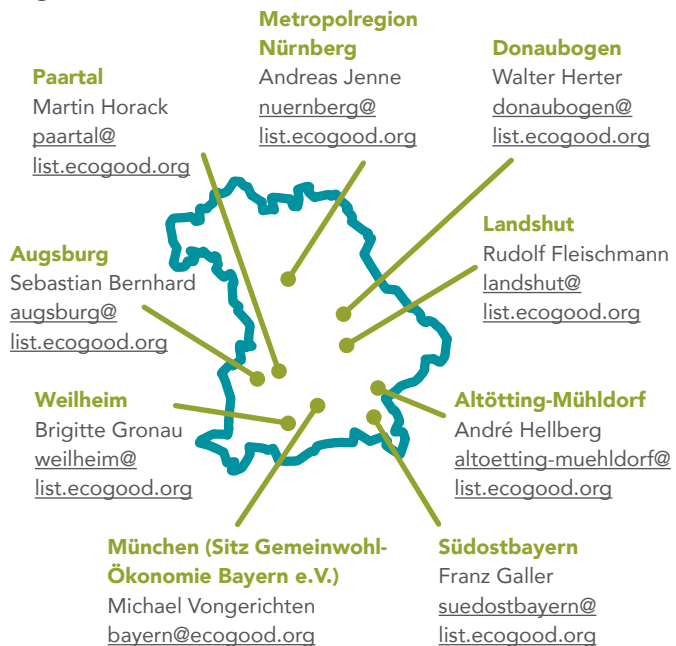 Metropolregion
Nürnberg
Andreas Jenne
nuernberg@
list.ecogood.org
Donaubogen
Walter Herter
donaubogen@
list.ecogood.org
Paartal
Martin Horack
paartal@
list.ecogood.org
Landshut
Rudolf Fleischmann
landshut@
list.ecogood.org
Augsburg
Sebastian Bernhard
augsburg@
list.ecogood.org
Weilheim
Brigitte Gronau
weilheim@
list.ecogood.org
Altötting-Mühldorf
André Hellberg
altoetting-muehldorf@
list.ecogood.org
München (Sitz Gemeinwohl-
Ökonomie Bayern e.V.)
Michael Vongerichten
bayern@ecogood.org
Südostbayern
Franz Galler
suedostbayern@
list.ecogood.org